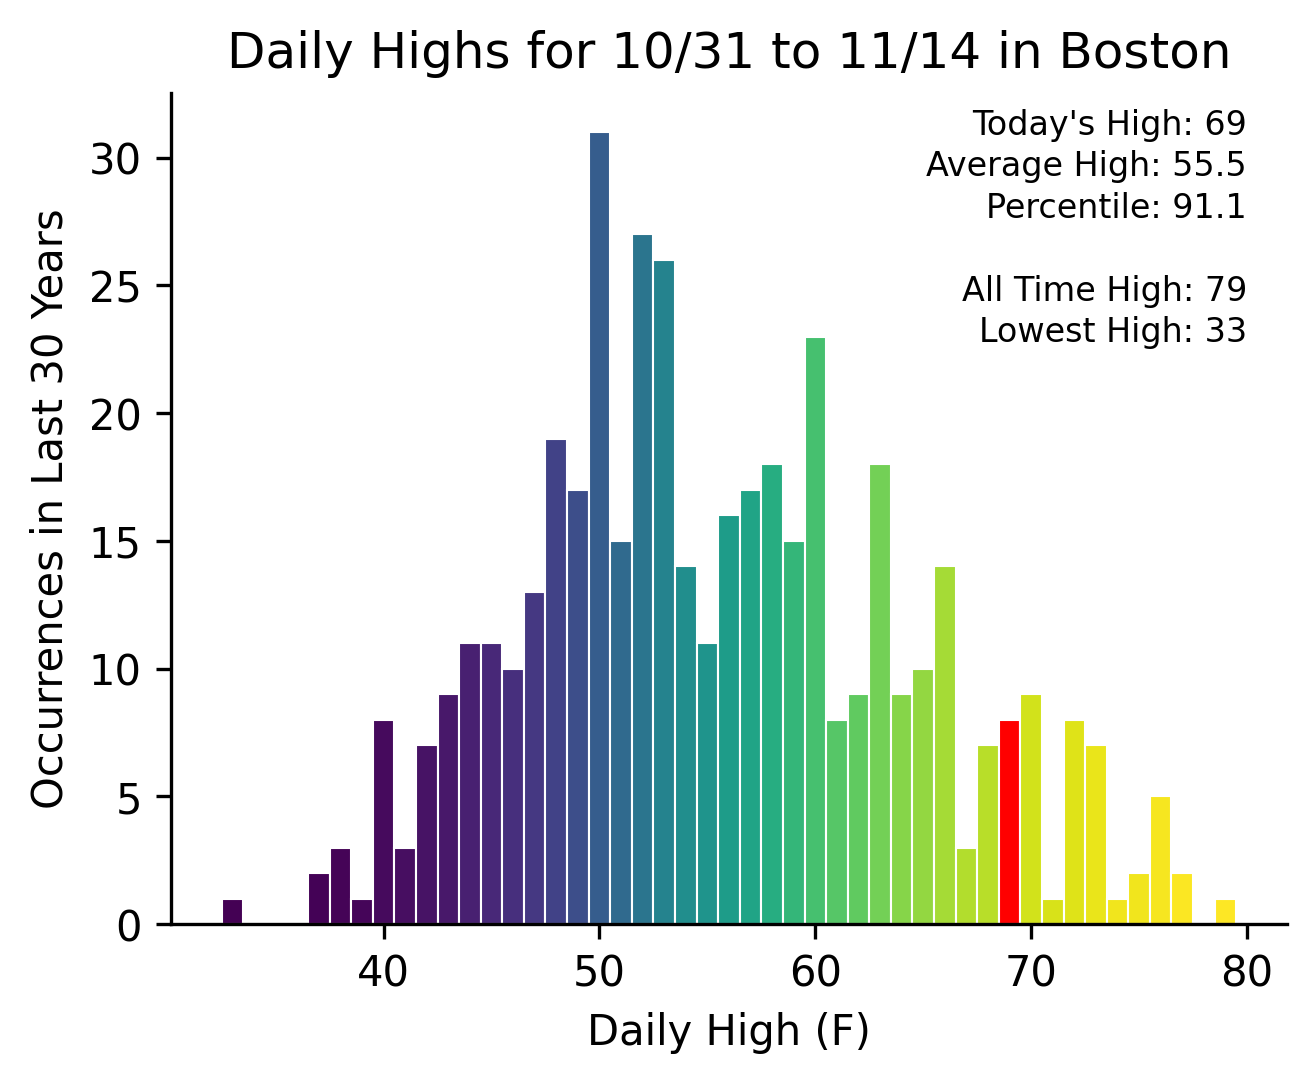 Daily Highs for 10/31 to 11/14 in Boston
Today's High: 69
Average High: 55.5
Percentile: 91.1
All Time High: 79
Lowest High: 33
Occurrences in Last 30 Years
30
25
20
15
10
5
0
40 50 60 70 80
Daily High (F)